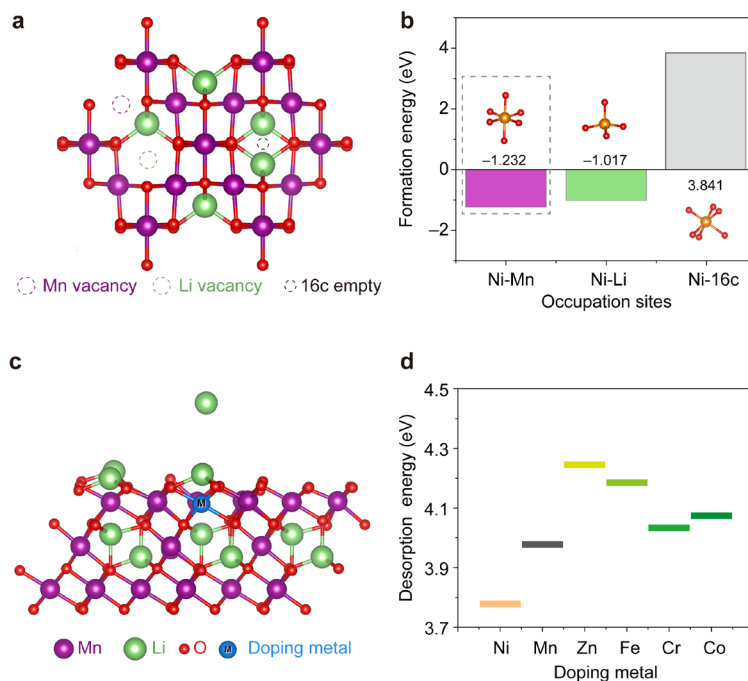 a
Mn vacancy Li vacancy 16c empty
b
Formation energy (eV)
4
2
0
−2
−1.232
−1.017
3.841
Ni-Mn Ni-Li Ni-16c
Occupation sites
c
M
Mn Li O M Doping metal
d
Desorption energy (eV)
4.5
4.3
4.1
3.9
3.7
Ni Mn Zn Fe Cr Co
Doping metal